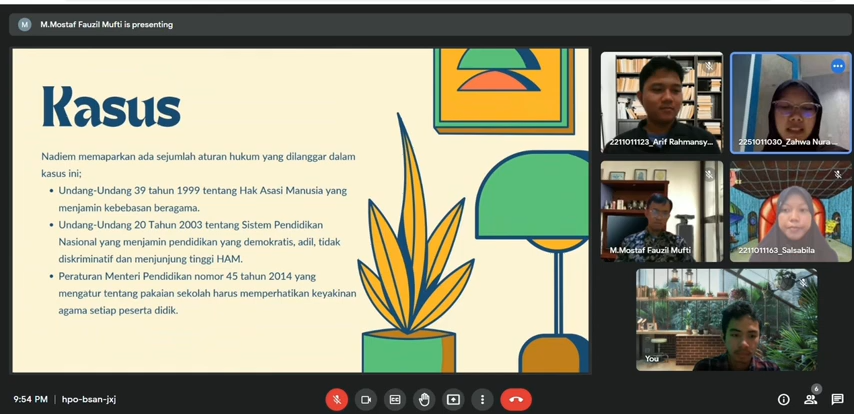 M
M.Mostaf Fauzil Mufti is presenting
Kasus
Nadiem memaparkan ada sejumlah aturan hukum yang dilanggar dalam
kasus ini;
Undang-Undang 39 tahun 1999 tentang Hak Asasi Manusia yang
menjamin kebebasan beragama.
Undang-Undang 20 Tahun 2003 tentang Sistem Pendidikan
Nasional yang menjamin pendidikan yang demokratis, adil, tidak
diskriminatif dan menjunjung tinggi HAM.
Peraturan Menteri Pendidikan nomor 45 tahun 2014 yang
mengatur tentang pakaian sekolah harus memperhatikan keyakinan
agama setiap peserta didik.
2211011123_Arif Rahmansy...
2251011030_Zahwa Nura ...
M.Mostaf Fauzil Mufti
2211011163_Salsabila
You
9:54 PM | hpo-bsan-jxj
6